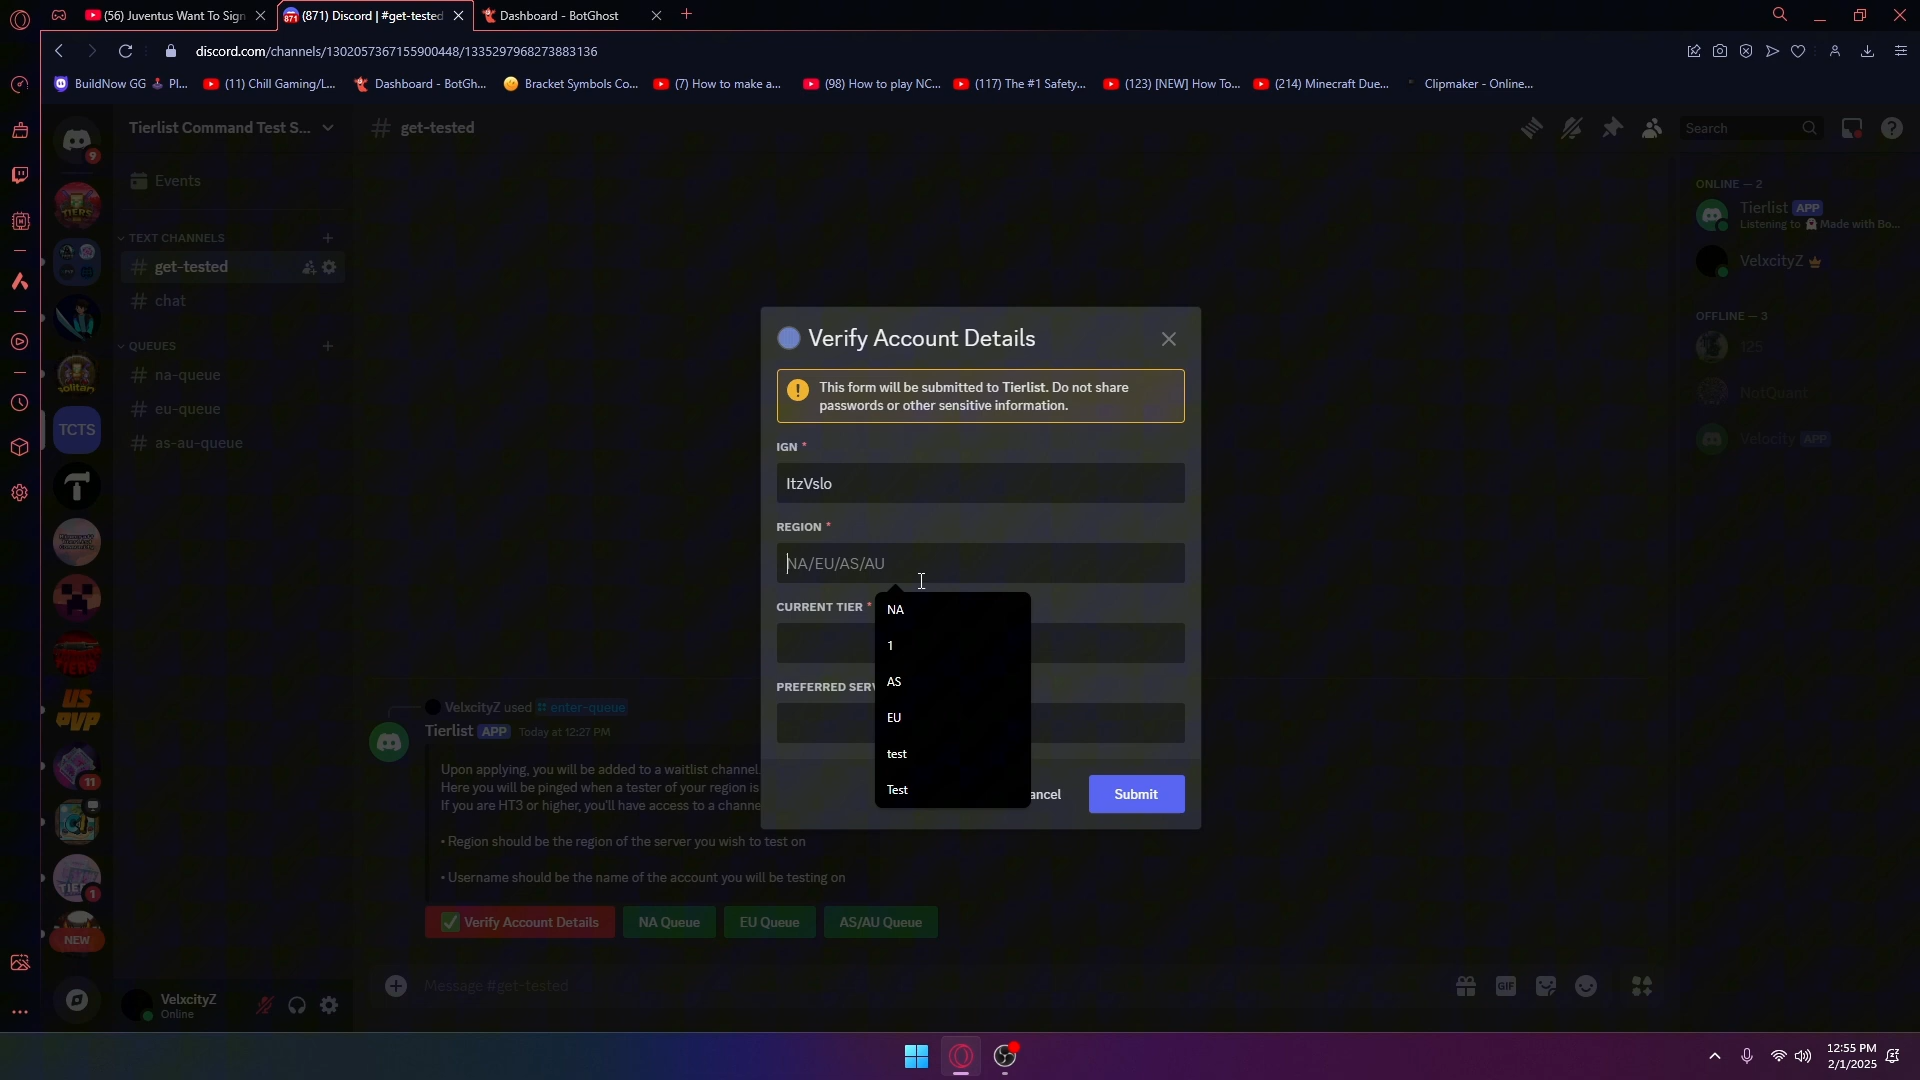 (56) Juventus Want To Sign
(871) Discord | #get-tested
Dashboard - BotGhost
discord.com/channels/1302057367155900448/1335297968273883136
BuildNow GG
Pl...
(11) Chill Gaming/L...
Dashboard - BotGh...
Bracket Symbols Co...
(7) How to make a...
(98) How to play NC...
(117) The #1 Safety...
(123) [NEW] How To...
(214) Minecraft Due...
Clipmaker - Online...
Tierlist Command Test S...
get-tested
Search
Events
TEXT CHANNELS
get-tested
chat
QUEUES
na-queue
eu-queue
as-au-queue
TCTS
NEW
VelxcityZ
Online
Verify Account Details
This form will be submitted to Tierlist. Do not share
passwords or other sensitive information.
IGN *
ItzVslo
REGION *
NA/EU/AS/AU
CURRENT TIER *
PREFERRED SERV
NA
1
AS
EU
test
Test
ancel
Submit
VelxcityZ used enter-queue
Tierlist APP Today at 12:27 PM
Upon applying, you will be added to a waitlist channel.
Here you will be pinged when a tester of your region is
If you are HT3 or higher, you'll have access to a channe
• Region should be the region of the server you wish to test on
• Username should be the name of the account you will be testing on
Verify Account Details
NA Queue
EU Queue
AS/AU Queue
Message #get-tested
GIF
ONLINE — 2
Tierlist APP
Listening to Made with Bo...
VelxcityZ
OFFLINE — 3
NotQuant
Velocity APP
12:55 PM
2/1/2025